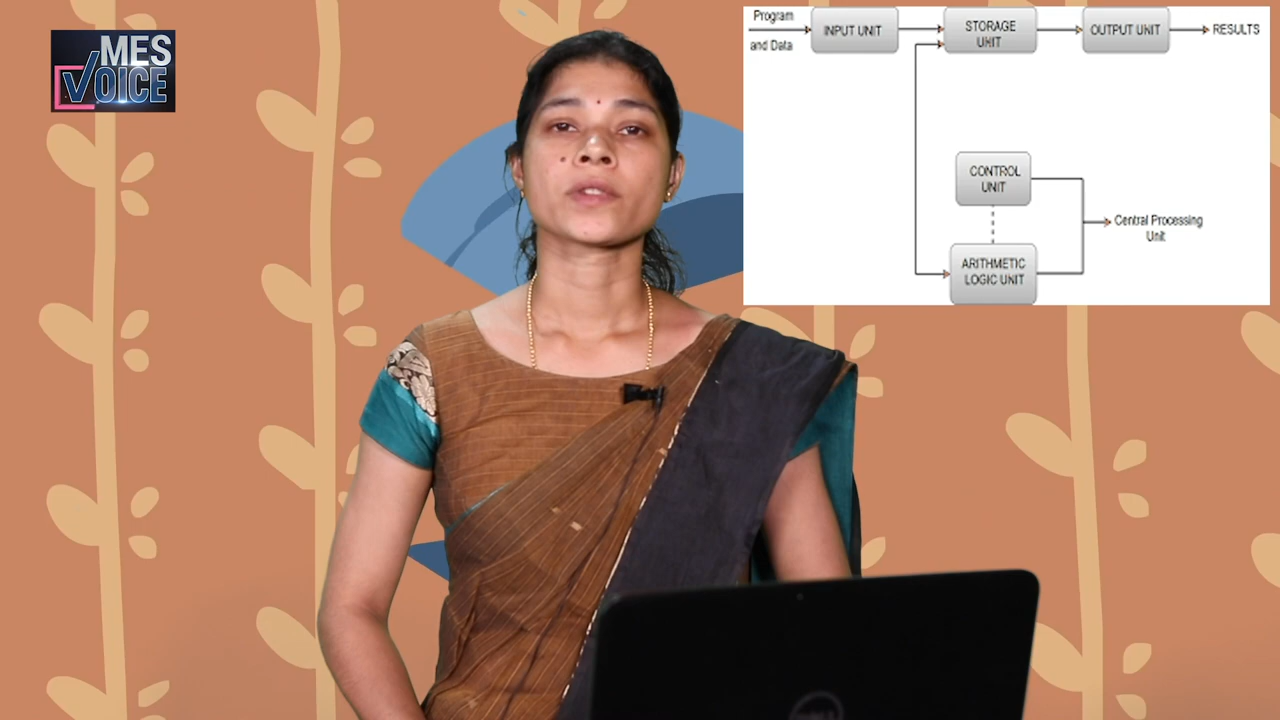 MES
VOICE
Program
and Data
INPUT UNIT
STORAGE
UNIT
OUTPUT UNIT
RESULTS
CONTROL
UNIT
Central Processing
Unit
ARITHMETIC
LOGIC UNIT
DELL